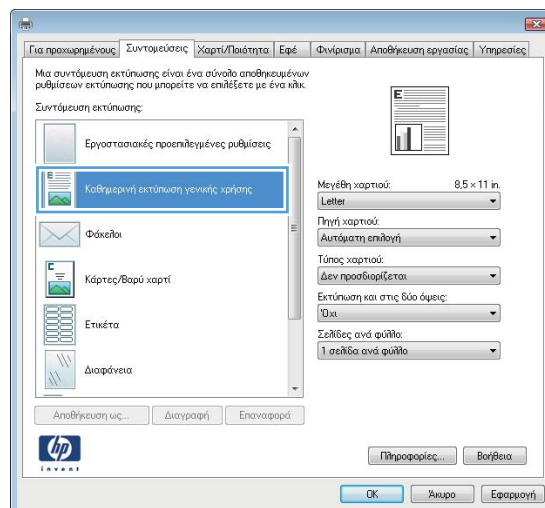 Για προχωρημένους
Συντομεύσεις
Χαρτί/Ποιότητα
Εφέ
Φινίρισμα
Αποθήκευση εργασίας
Υπηρεσίες
Μια συντόμευση εκτύπωσης είναι ένα σύνολο αποθηκευμένων
ρυθμίσεων εκτύπωσης που μπορείτε να επιλέξετε με ένα κλικ.
Συντόμευση εκτύπωσης:
Εργοστασιακές προεπιλεγμένες ρυθμίσεις
E
Καθημερινή εκτύπωση γενικής χρήσης
Φάκελοι
C
Κάρτες/Βαρύ χαρτί
Ετικέτα
Διαφάνεια
Αποθήκευση ως...
Διαγραφή
Επαναφορά
E
Μεγέθη χαρτιού: 8,5 × 11 in.
Letter
Πηγή χαρτιού:
Αυτόματη επιλογή
Τύπος χαρτιού:
Δεν προσδιορίζεται
Εκτύπωση και στις δύο όψεις:
Όχι
Σελίδες ανά φύλλο:
1 σελίδα ανά φύλλο
hp
invent
Πληροφορίες...
Βοήθεια
OK
Άκυρο
Εφαρμογή